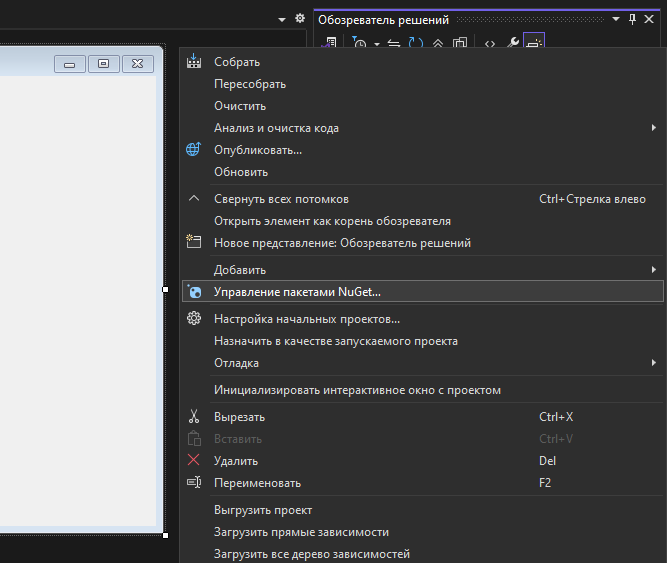 Обозреватель решений
Собрать
Пересобрать
Очистить
Анализ и очистка кода
Опубликовать...
Обновить
Свернуть всех потомков Ctrl+Стрелка влево
Открыть элемент как корень обозревателя
Новое представление: Обозреватель решений
Добавить
Управление пакетами NuGet...
Настройка начальных проектов...
Назначить в качестве запускаемого проекта
Отладка
Инициализировать интерактивное окно с проектом
Вырезать Ctrl+X
Вставить Ctrl+V
Удалить Del
Переименовать F2
Выгрузить проект
Загрузить прямые зависимости
Загрузить все дерево зависимостей